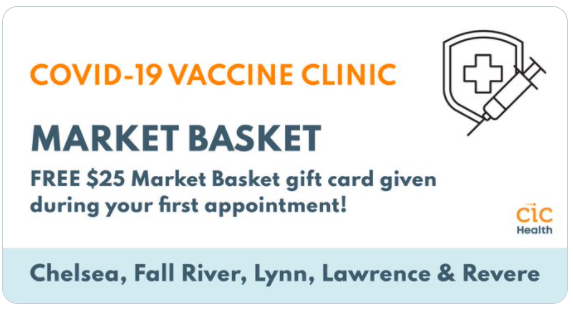 COVID-19 VACCINE CLINIC
MARKET BASKET
FREE $25 Market Basket gift card given
during your first appointment!
cic
Health
Chelsea, Fall River, Lynn, Lawrence & Revere